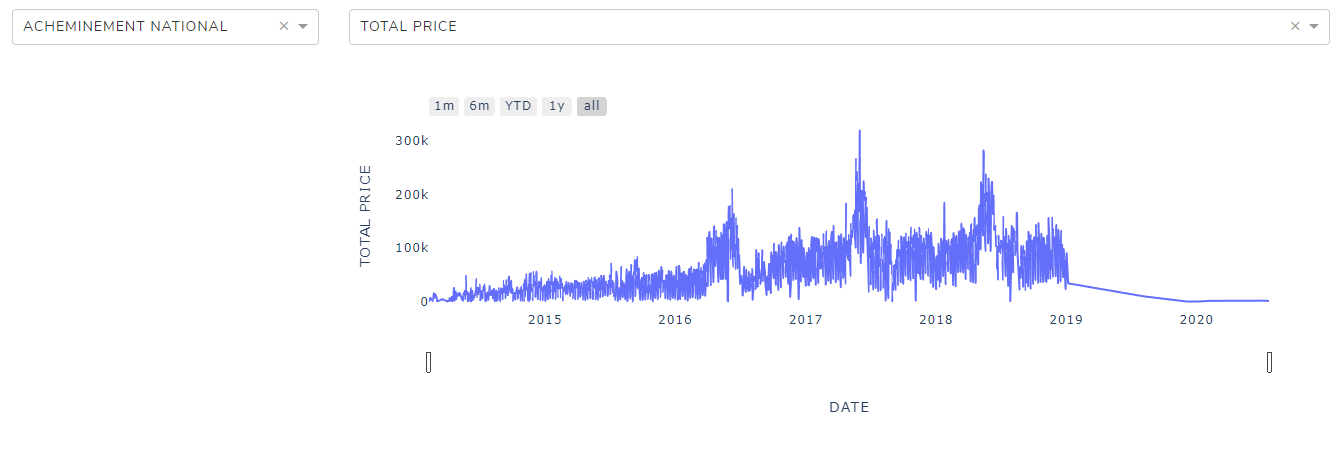 ACHEMINEMENT NATIONAL × TOTAL PRICE ×
1m 6m YTD 1y all
300k
200k
100k
0
TOTAL PRICE
2015 2016 2017 2018 2019 2020
DATE